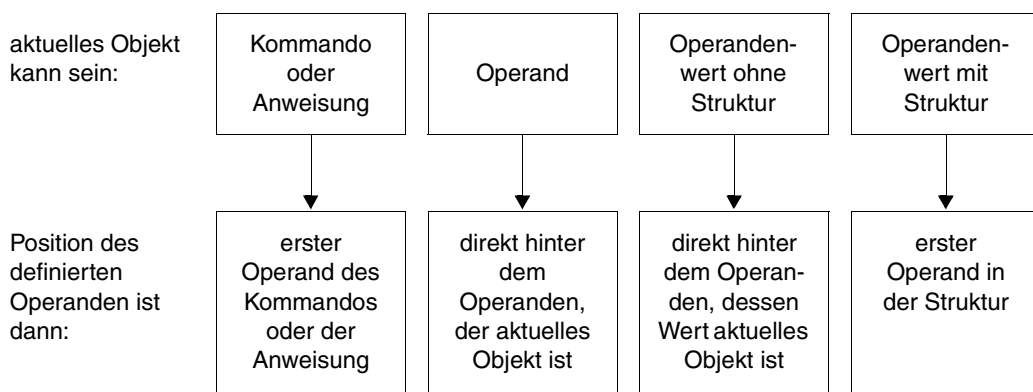 aktuelles Objekt
kann sein:
Kommando
oder
Anweisung
Operand
Operanden-
wert ohne
Struktur
Operanden-
wert mit
Struktur
Position des
definierten
Operanden ist
dann:
erster
Operand des
Kommandos
oder der
Anweisung
direkt hinter
dem
Operanden,
der aktuelles
Objekt ist
direkt hinter
dem Operan-
den, dessen
Wert aktuelles
Objekt ist
erster
Operand in
der Struktur